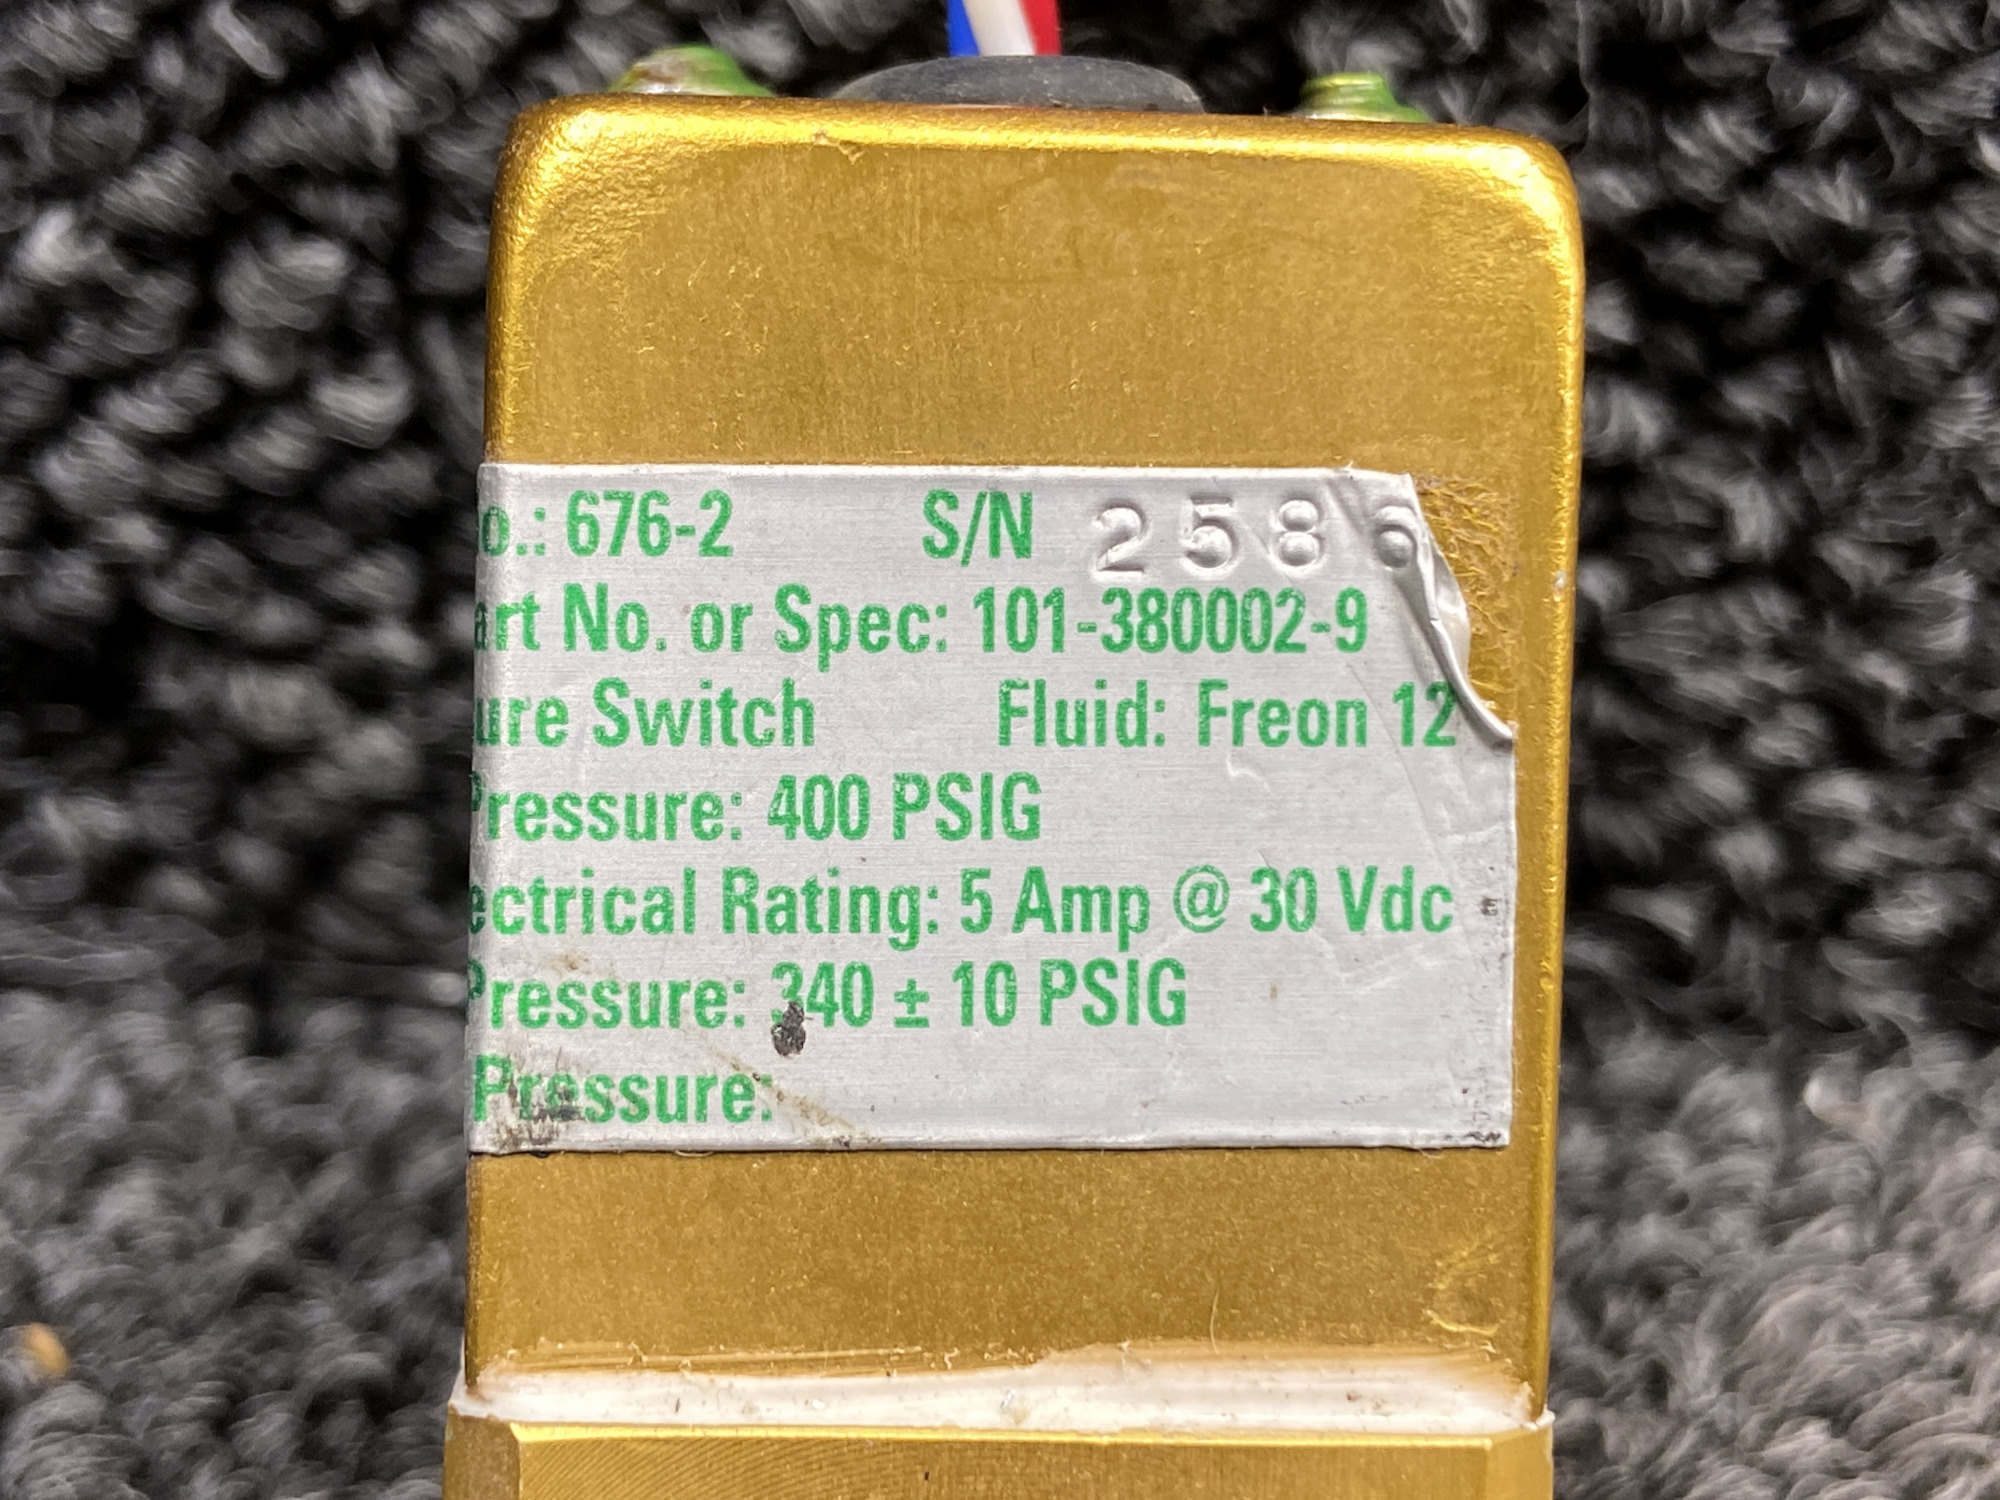 o.: 676-2 S/N 2586
art No. or Spec: 101-380002-9
ure Switch Fluid: Freon 12
Pressure: 400 PSIG
ectrical Rating: 5 Amp @ 30 Vdc
Pressure: 340 ± 10 PSIG
Pressure: